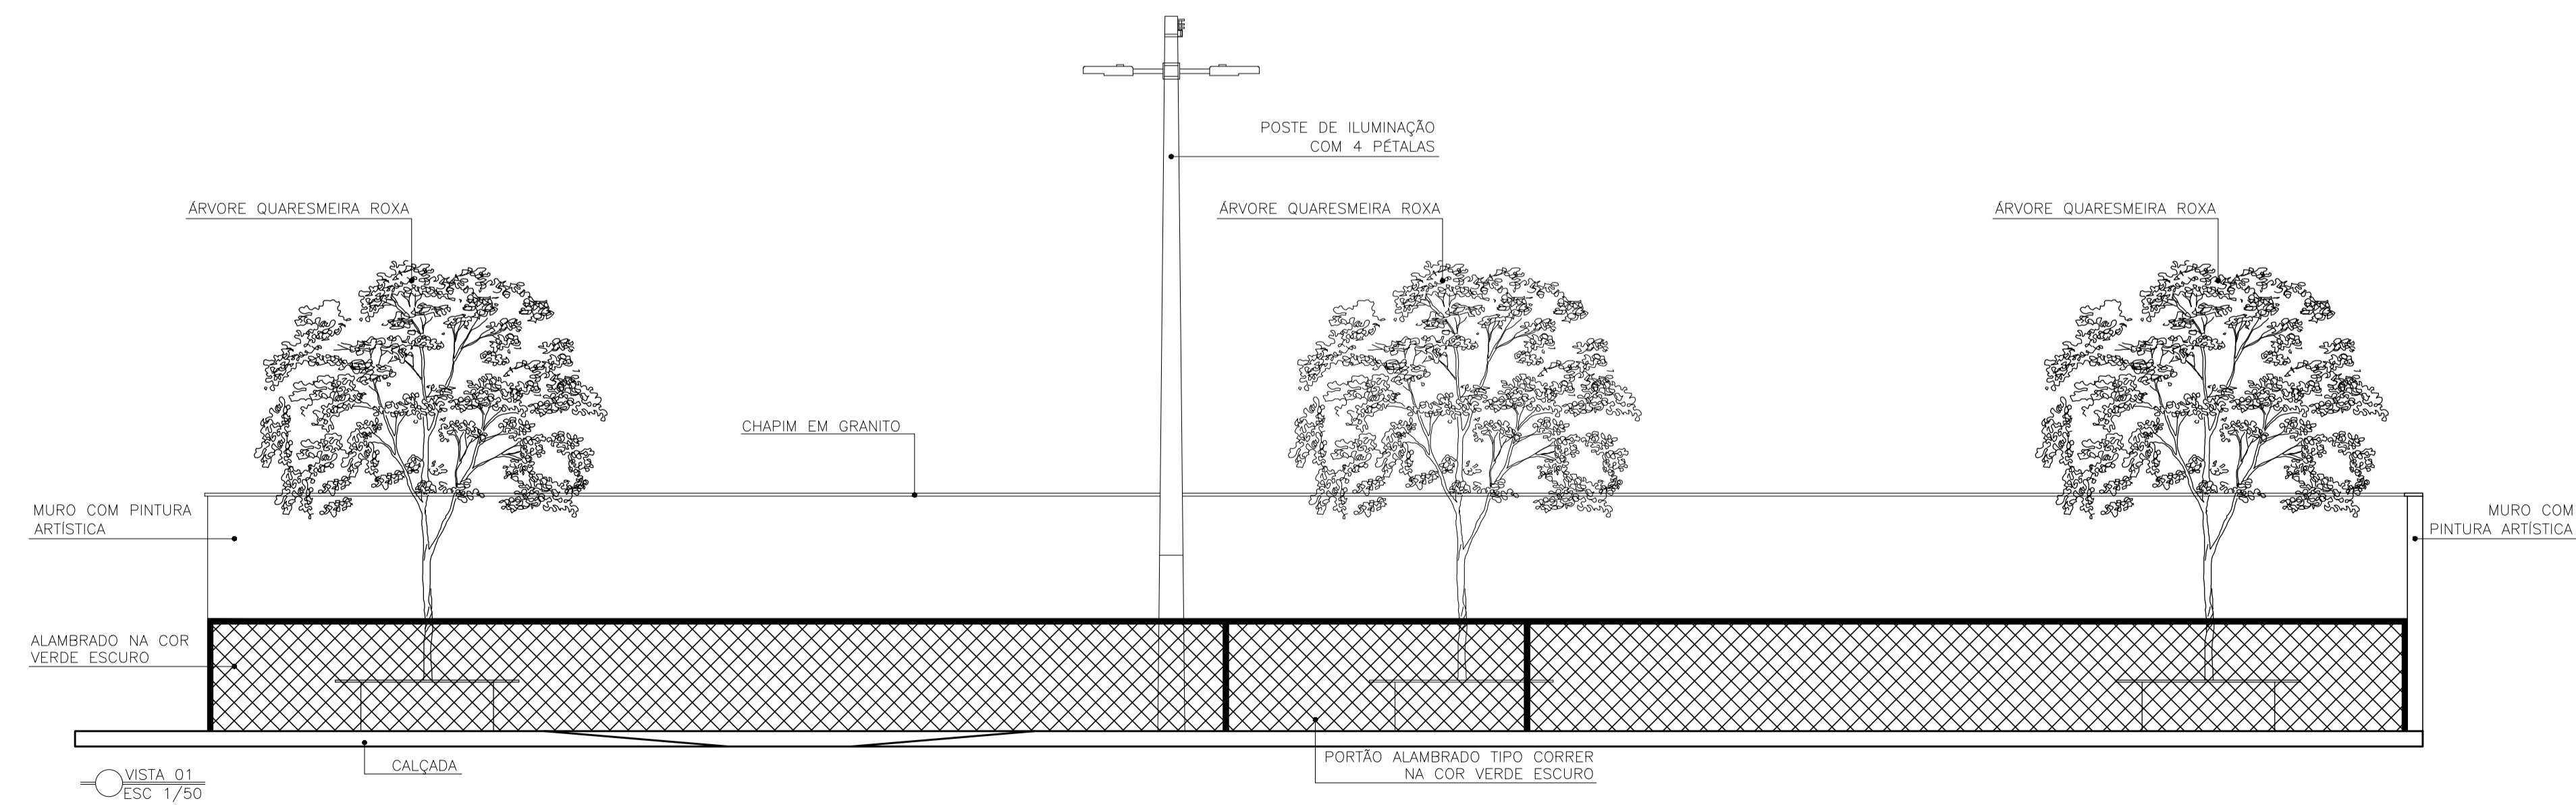 POSTE DE ILUMINAÇÃO
COM 4 PÉTALAS
ÁRVORE QUARESMEIRA ROXA
ÁRVORE QUARESMEIRA ROXA
ÁRVORE QUARESMEIRA ROXA
CHAPIM EM GRANITO
MURO COM PINTURA
ARTÍSTICA
MURO COM
PINTURA ARTÍSTICA
ALAMBRADO NA COR
VERDE ESCURO
CALÇADA
PORTÃO ALAMBRADO TIPO CORRER
NA COR VERDE ESCURO
VISTA 01
ESC 1/50